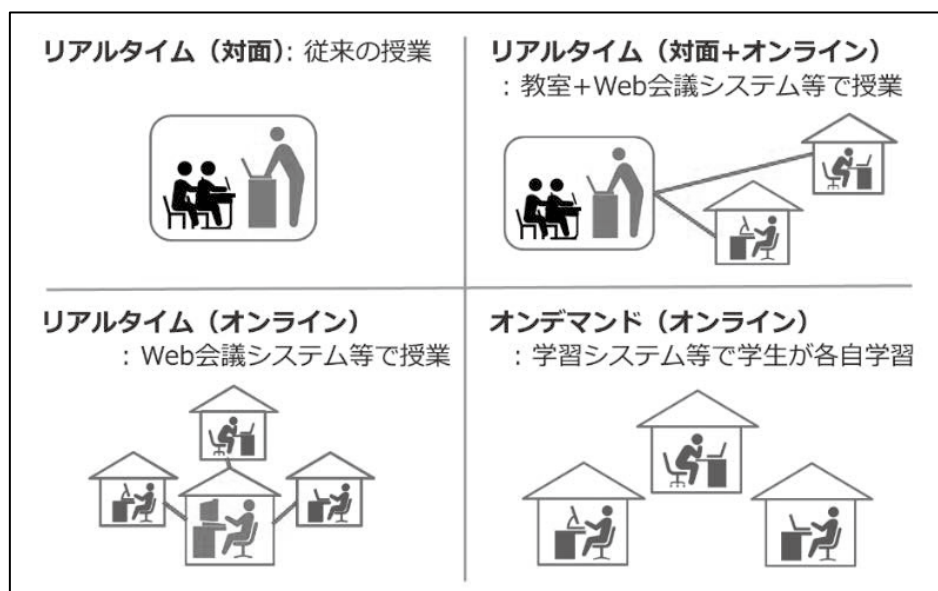 リアルタイム（対面）: 従来の授業
リアルタイム（対面+オンライン）
：教室+Web会議システム等で授業
リアルタイム（オンライン）
：Web会議システム等で授業
オンデマンド（オンライン）
：学習システム等で学生が各自学習